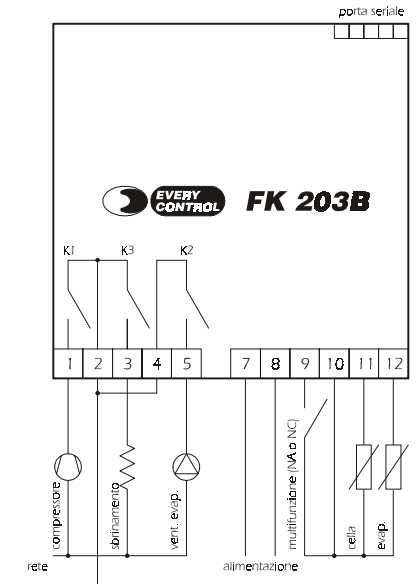 porta seriale
EVERY
CONTROL
FK 203B
K1 K3 K2
1 2 3 4 5 7 8 9 10 11 12
compressore
sbrinamento
vent. evap.
multifunzione (NA o NC)
cella
evap.
rete
alimentazione